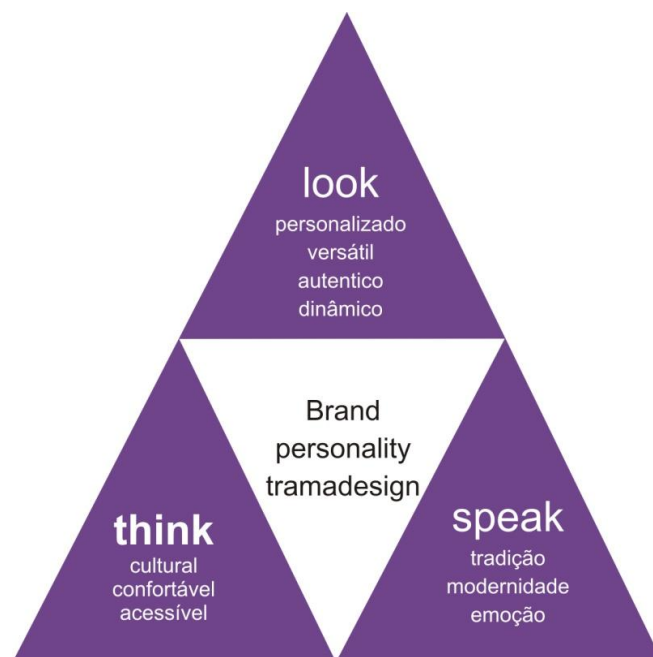 look
personalizado
versátil
autentico
dinâmico
Brand
personality
tramadesign
think
cultural
confortável
acessível
speak
tradição
modernidade
emoção